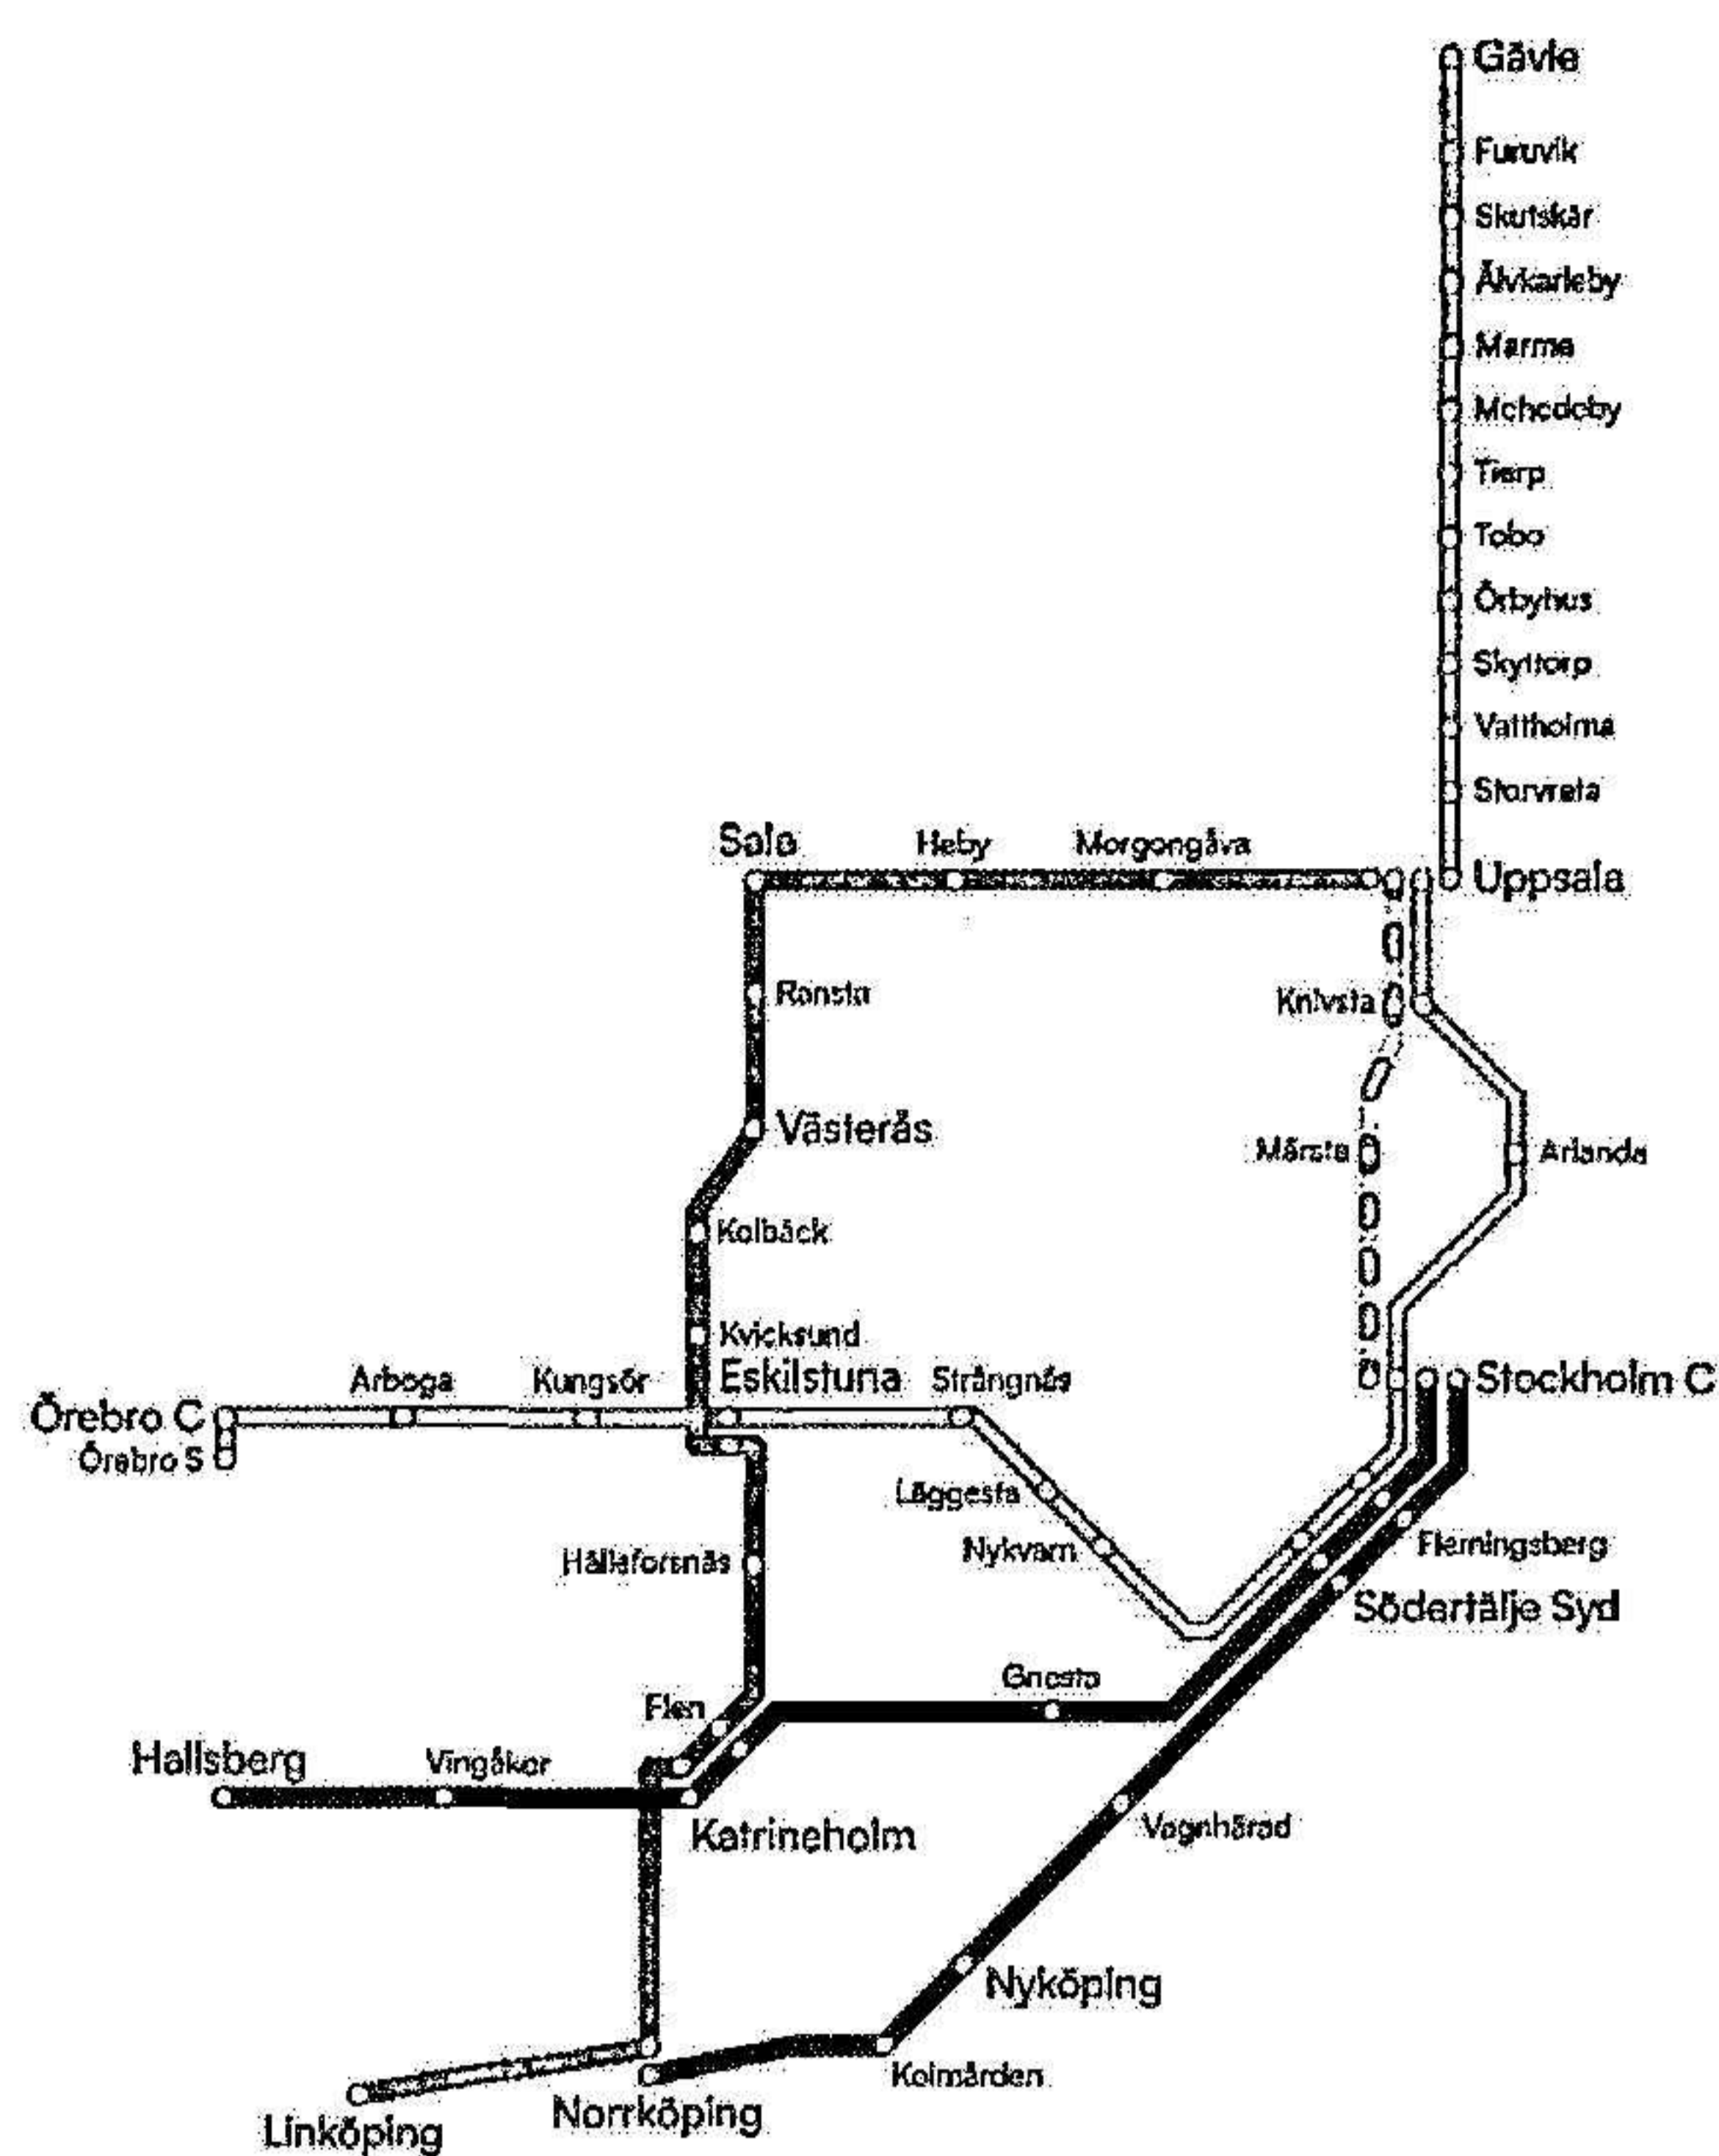 Gävle
Furuvik
Skutskär
Älvkarleby
Marma
Mehedeby
Tierp
Tobo
Örbyhus
Skyttorp
Vattholma
Storvreta
Sala
Heby
Morgongåva
Uppsala
Ransta
Knivsta
Västerås
Märsta
Arlanda
Kolbäck
Kvicksund
Eskilstuna
Strängnäs
Stockholm C
Arboga
Kungsör
Örebro C
Örebro S
Läggesta
Nykvarn
Flemingsberg
Hälleforsnäs
Södertälje Syd
Gnesta
Flen
Hallsberg
Vingåker
Katrineholm
Vagnhärad
Nyköping
Kolmården
Norrköping
Linköping